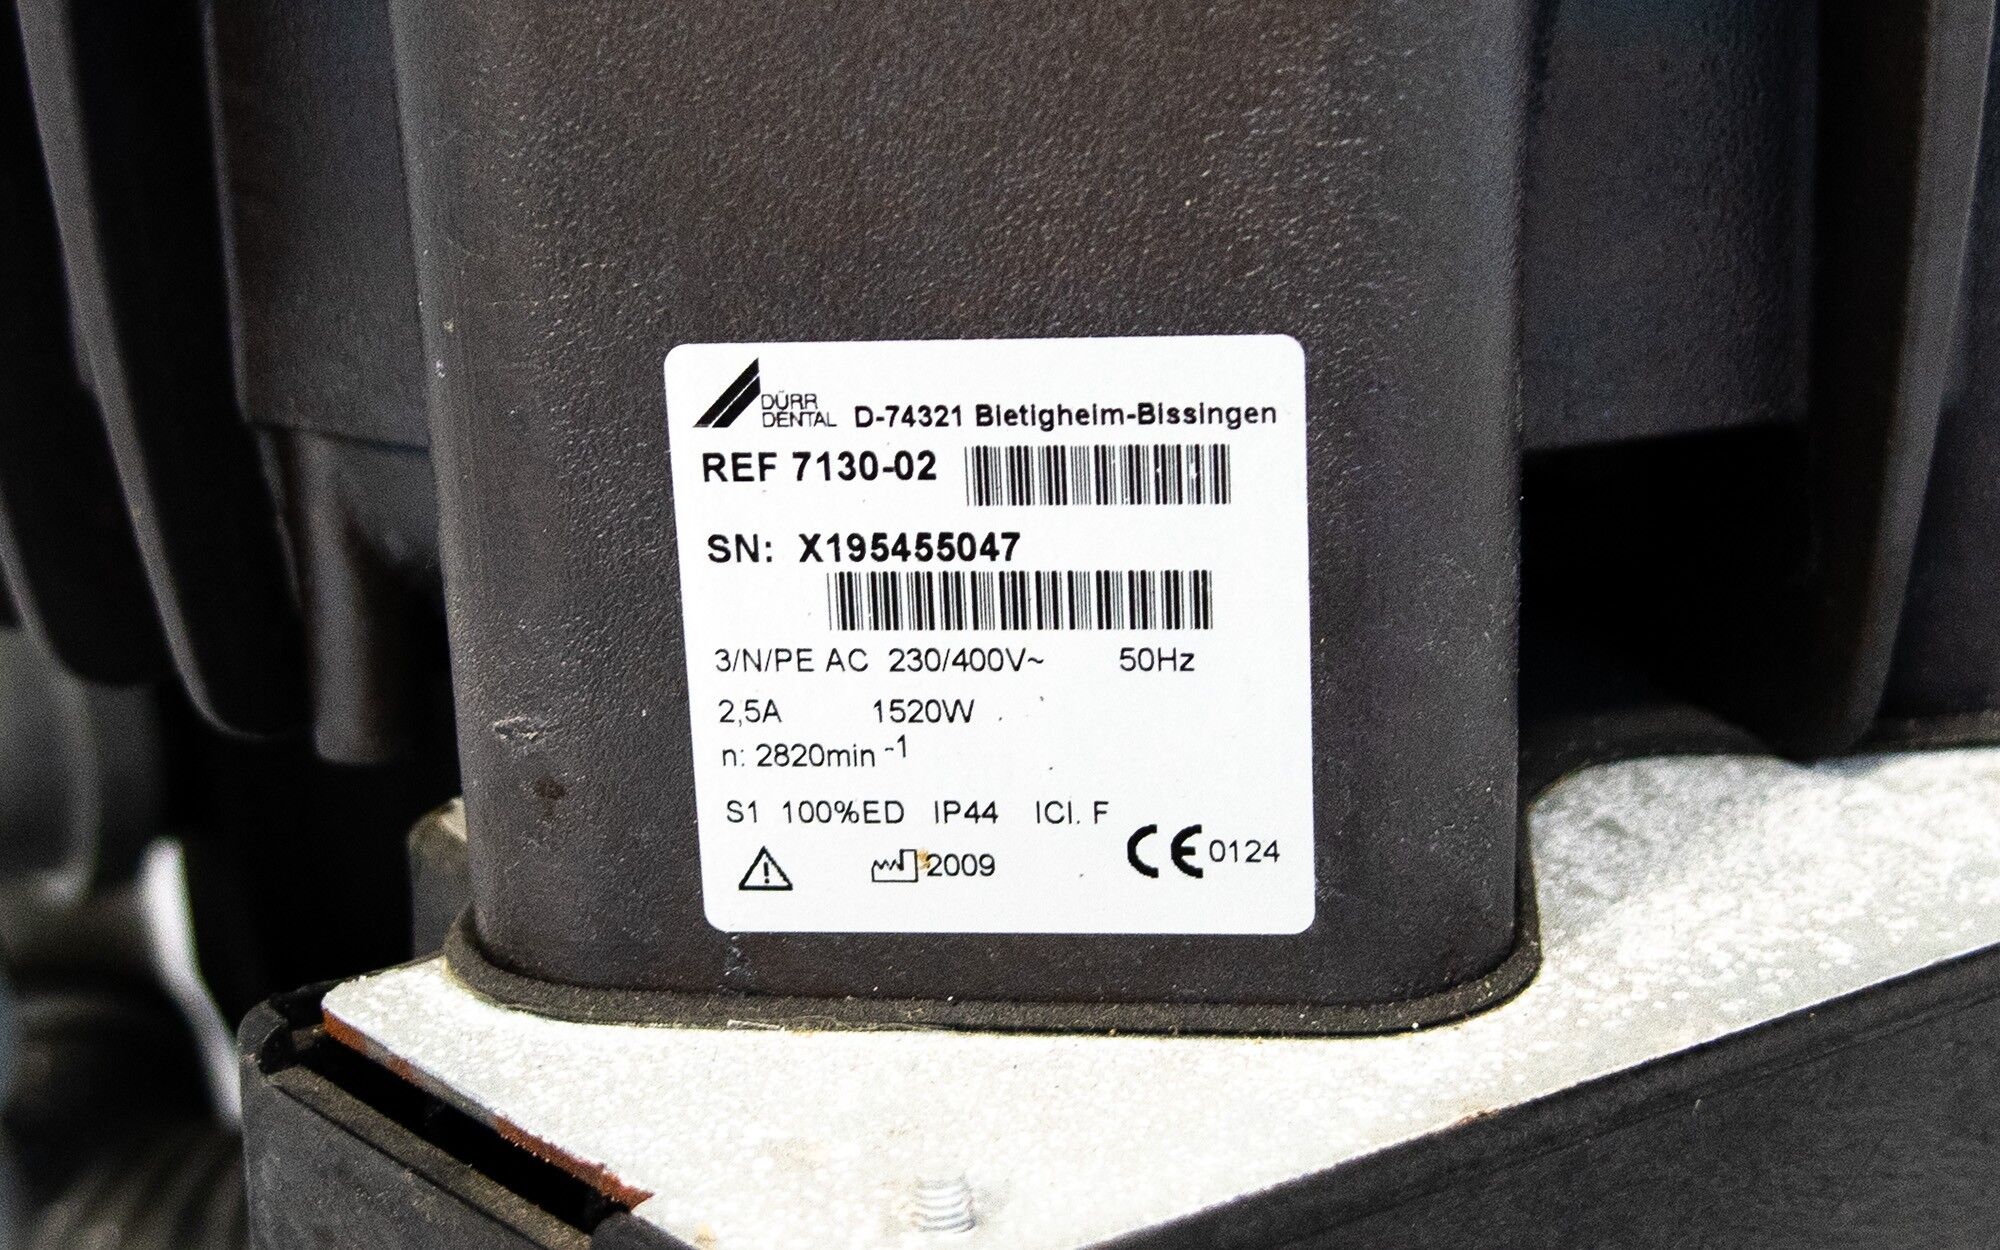 DÜRR
DENTAL D-74321 Bietigheim-Bissingen
REF 7130-02
SN: X195455047
3/N/PE AC 230/400V~ 50Hz
2,5A 1520W
n: 2820min⁻¹
S1 100%ED IP44 ICl. F
2009 CE 0124